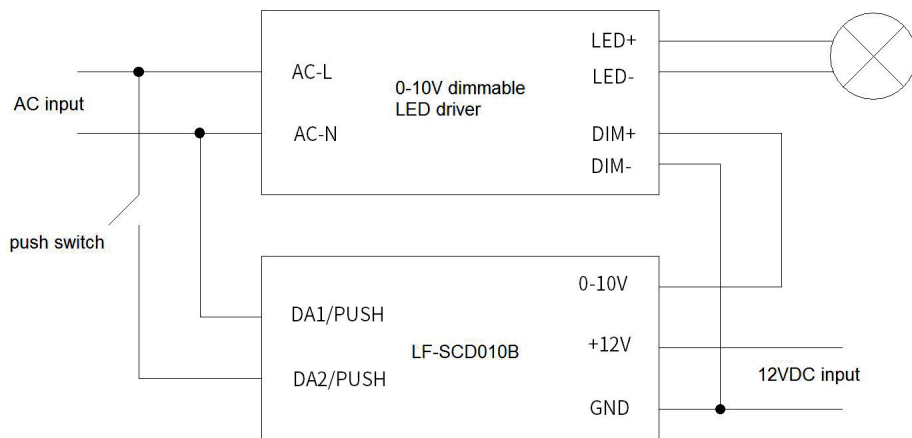 LED+
AC-L
LED-
0-10V dimmable
LED driver
AC input
AC-N
DIM+
DIM-
push switch
0-10V
DA1/PUSH
LF-SCD010B
+12V
DA2/PUSH
12VDC input
GND